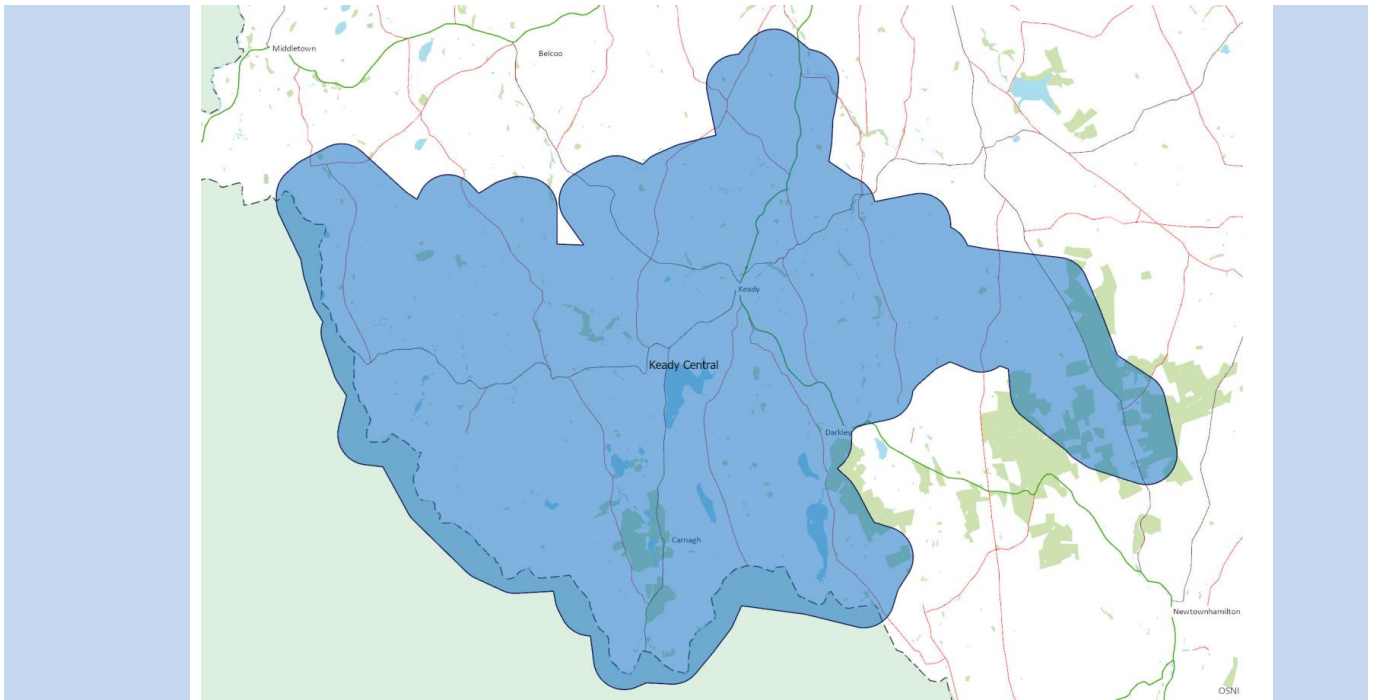 Middletown
Belcoo
Keady
Keady Central
Darkley
Carnagh
Newtownhamilton
OSNI